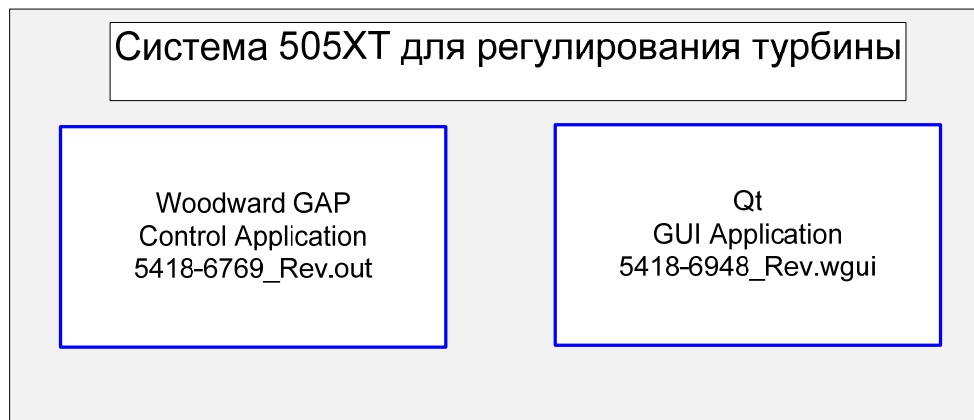 Система 505XT для регулирования турбины
Woodward GAP
Control Application
5418-6769_Rev.out
Qt
GUI Application
5418-6948_Rev.wgui